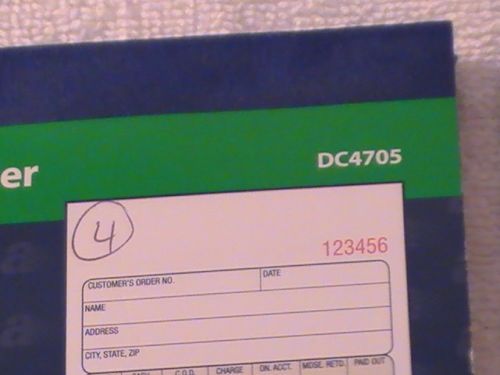 er
DC4705
4
123456
CUSTOMER'S ORDER NO. DATE
NAME
ADDRESS
CITY, STATE, ZIP
CASH C.O.D. CHARGE ON. ACCT. MDSE. RETD. PAID OUT